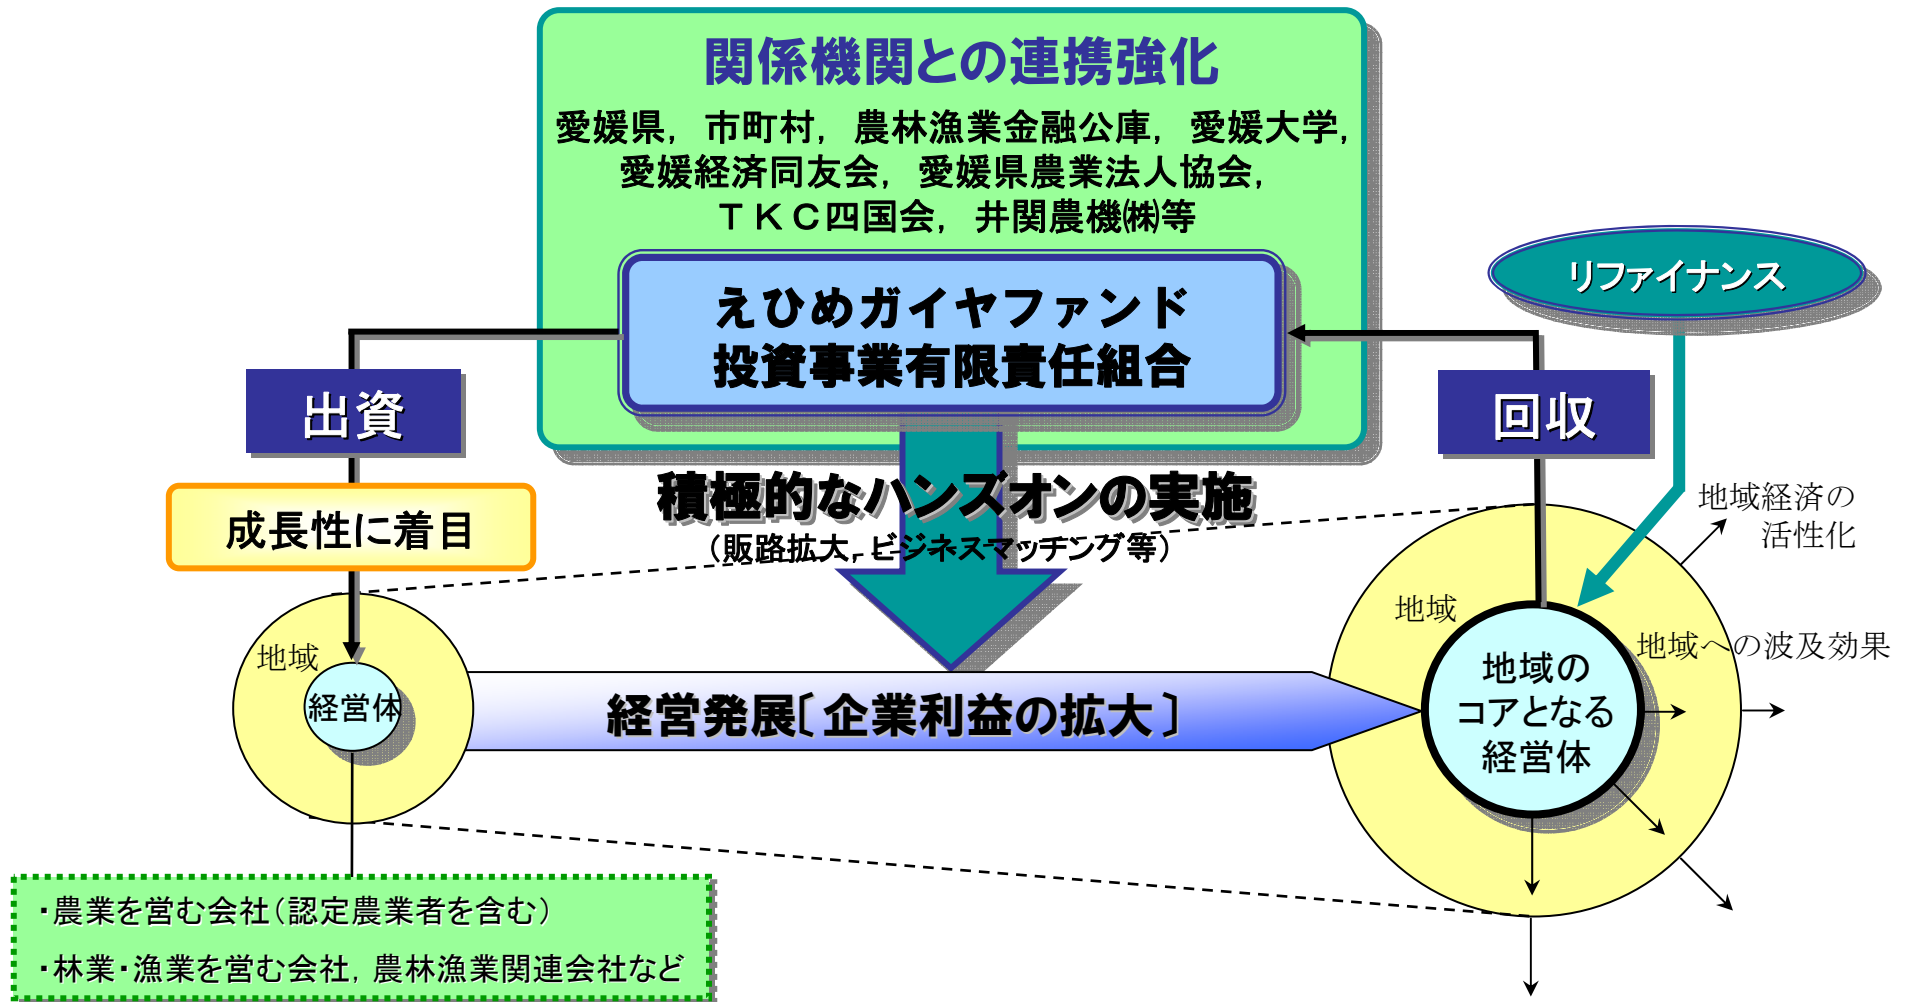 関係機関との連携強化
愛媛県，市町村，農林漁業金融公庫，愛媛大学，
愛媛経済同友会，愛媛県農業法人協会，
ＴＫＣ四国会，井関農機㈱等
えひめガイヤファンド
投資事業有限責任組合
リファイナンス
出資
回収
成長性に着目
積極的なハンズオンの実施
（販路拡大，ビジネスマッチング等）
地域経済の
活性化
地域
地域への波及効果
地域
経営体
経営発展〔企業利益の拡大〕
地域の
コアとなる
経営体
・農業を営む会社（認定農業者を含む）
・林業・漁業を営む会社，農林漁業関連会社など